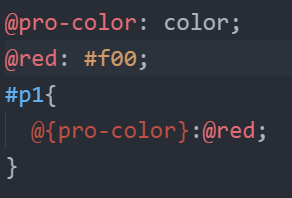 @pro-color: color;
@red: #f00;
#p1{
  @{pro-color}:@red;
}